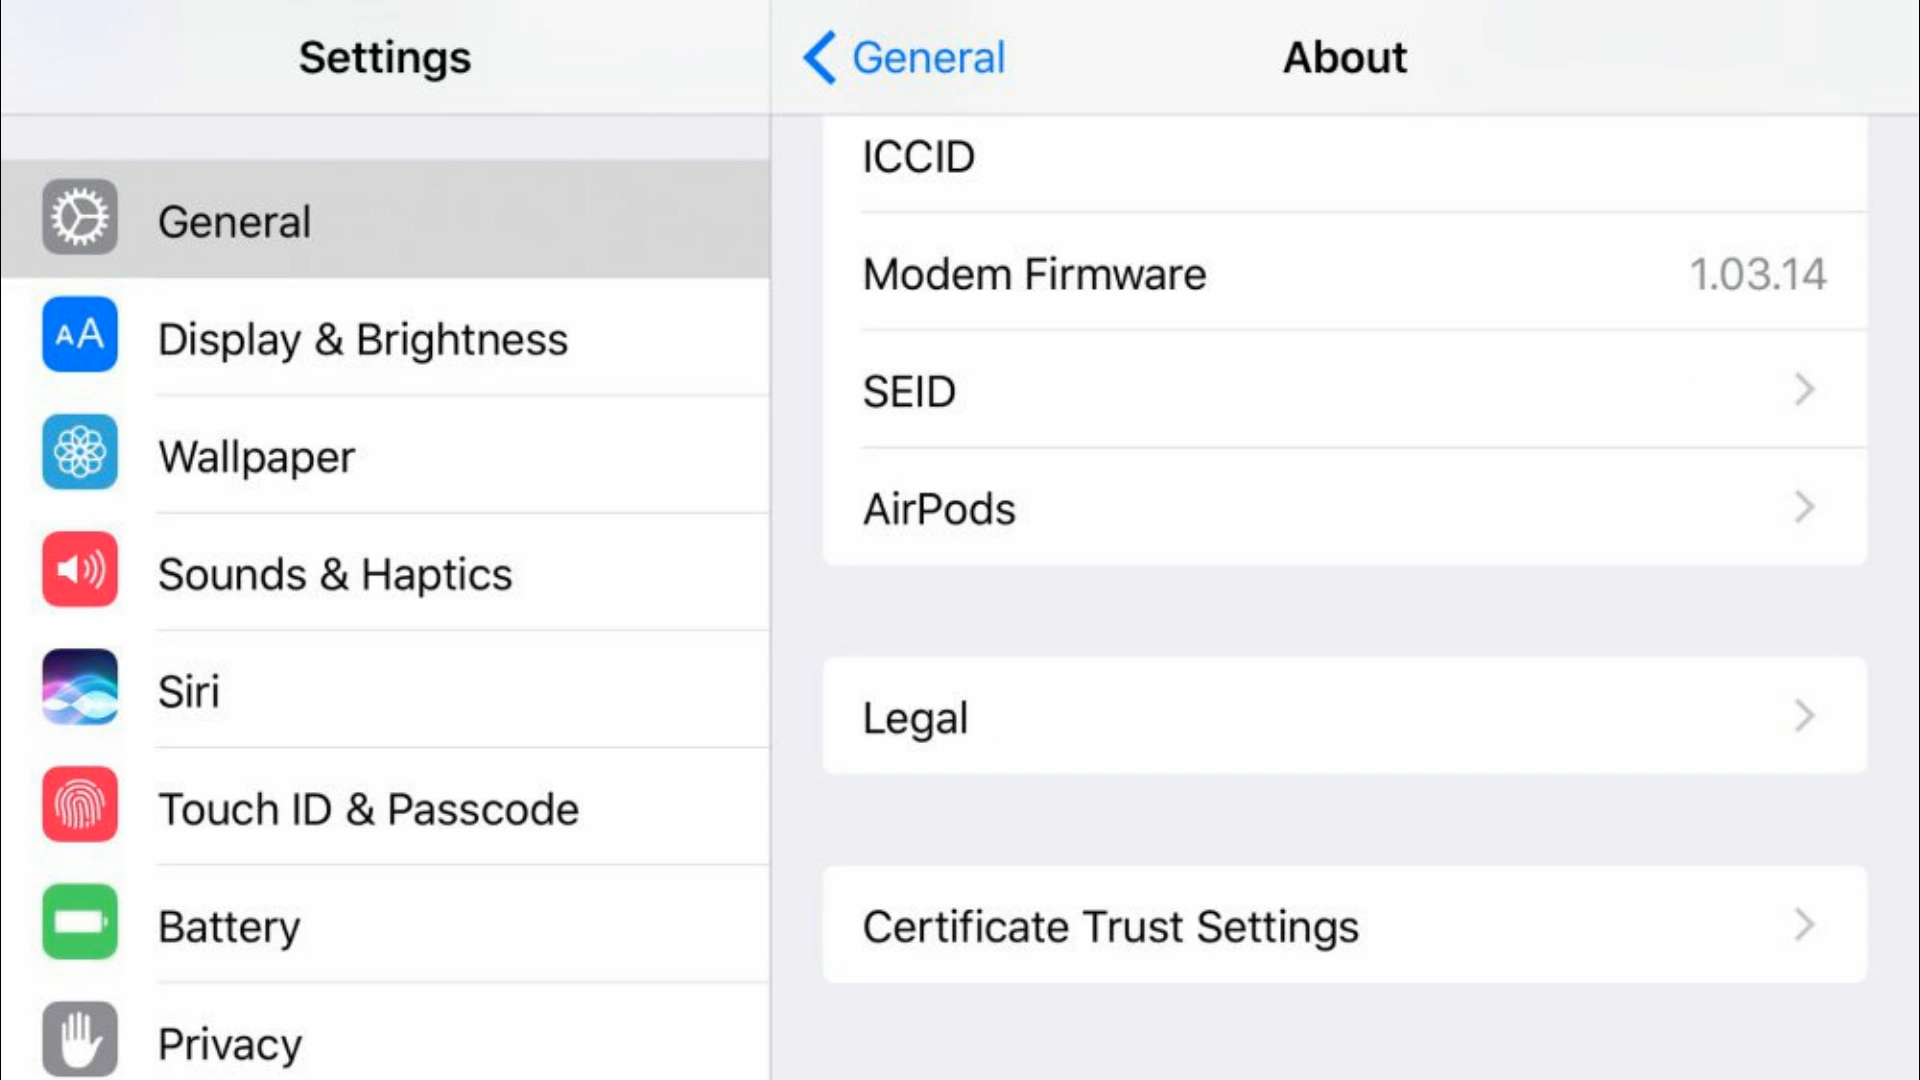 Settings
General
Display & Brightness
Wallpaper
Sounds & Haptics
Siri
Touch ID & Passcode
Battery
Privacy
General
About
ICCID
Modem Firmware 1.03.14
SEID
AirPods
Legal
Certificate Trust Settings